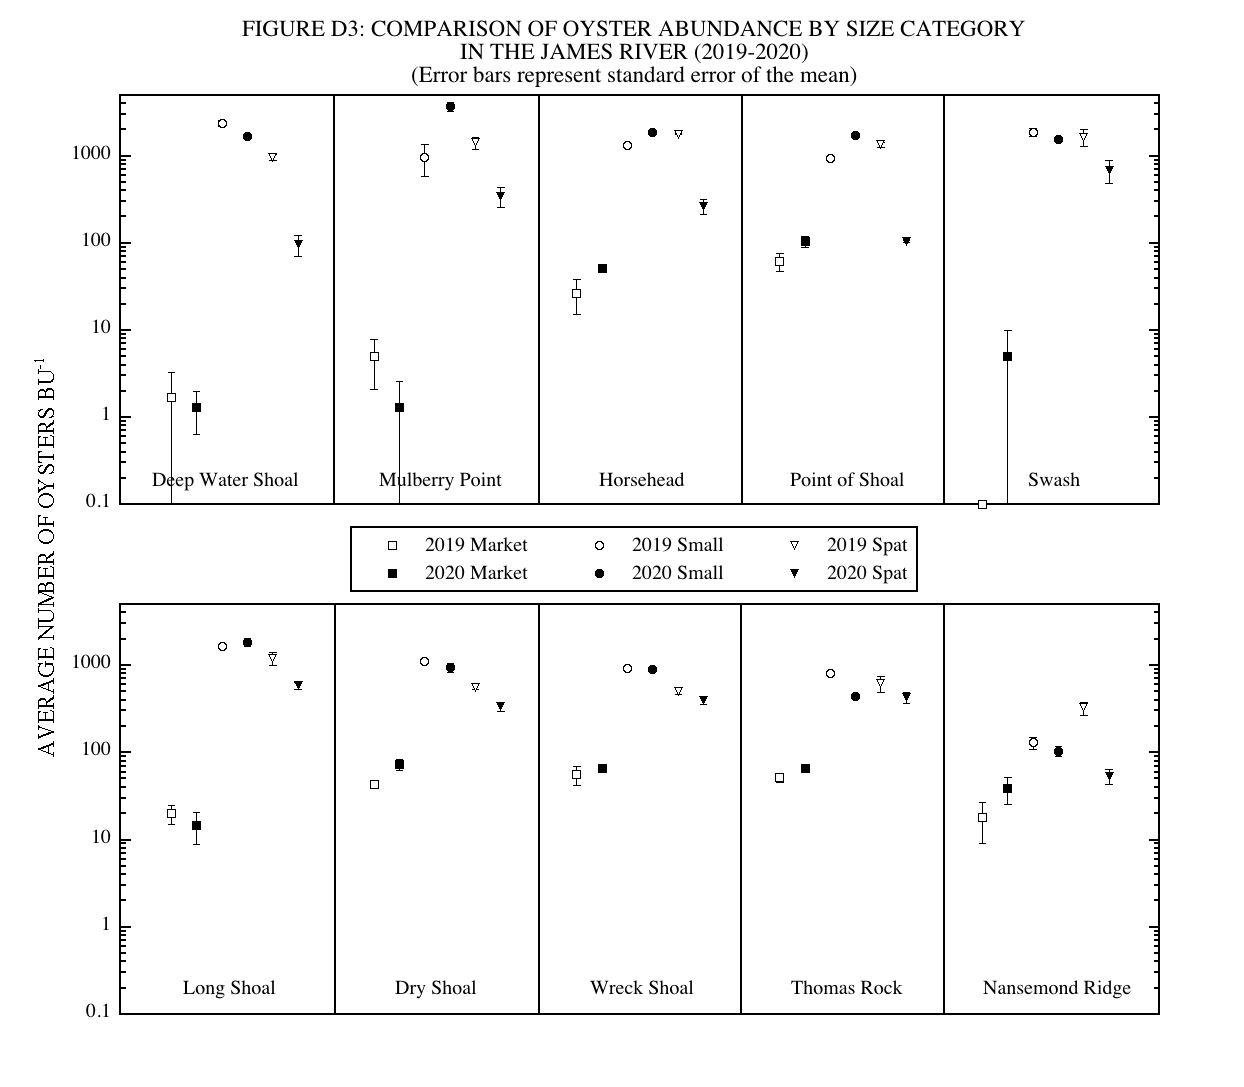 FIGURE D3: COMPARISON OF OYSTER ABUNDANCE BY SIZE CATEGORY
IN THE JAMES RIVER (2019-2020)
(Error bars represent standard error of the mean)
AVERAGE NUMBER OF OYSTERS BU⁻¹
1000
100
10
1
0.1
Deep Water Shoal
Mulberry Point
Horsehead
Point of Shoal
Swash
2019 Market
2019 Small
2019 Spat
2020 Market
2020 Small
2020 Spat
1000
100
10
1
0.1
Long Shoal
Dry Shoal
Wreck Shoal
Thomas Rock
Nansemond Ridge